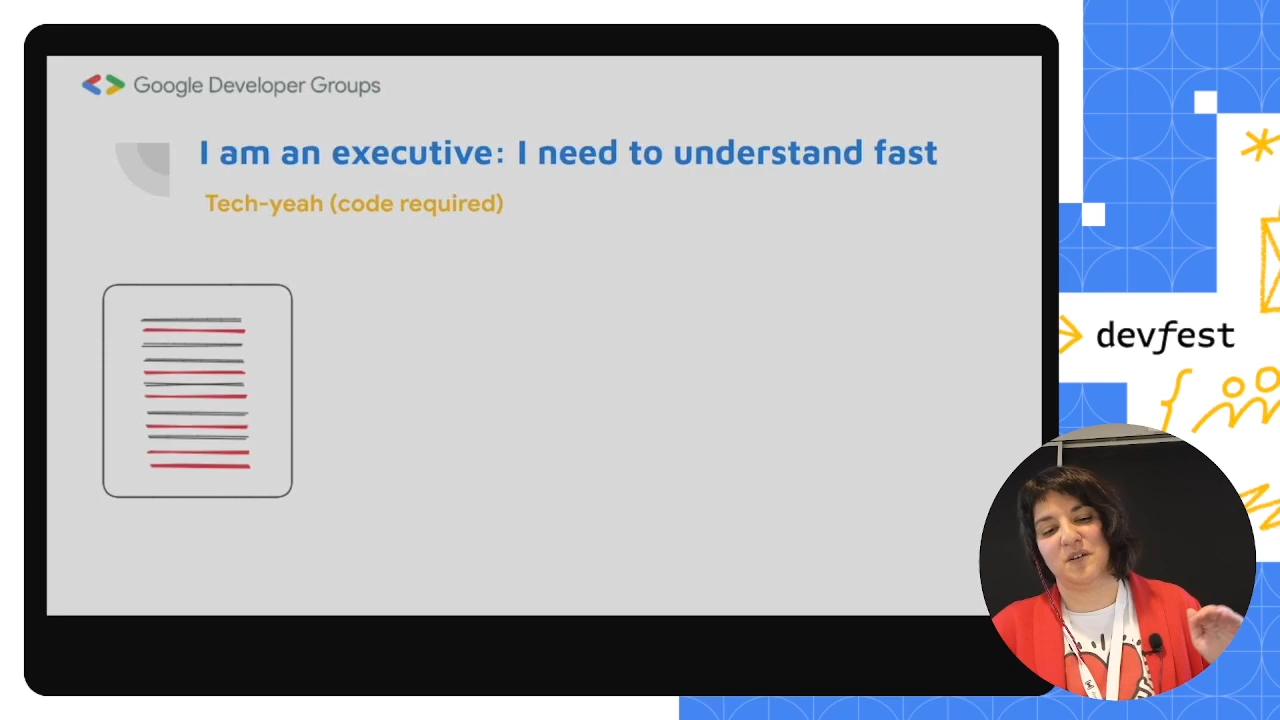 Google Developer Groups
I am an executive: I need to understand fast
Tech-yeah (code required)
devfest